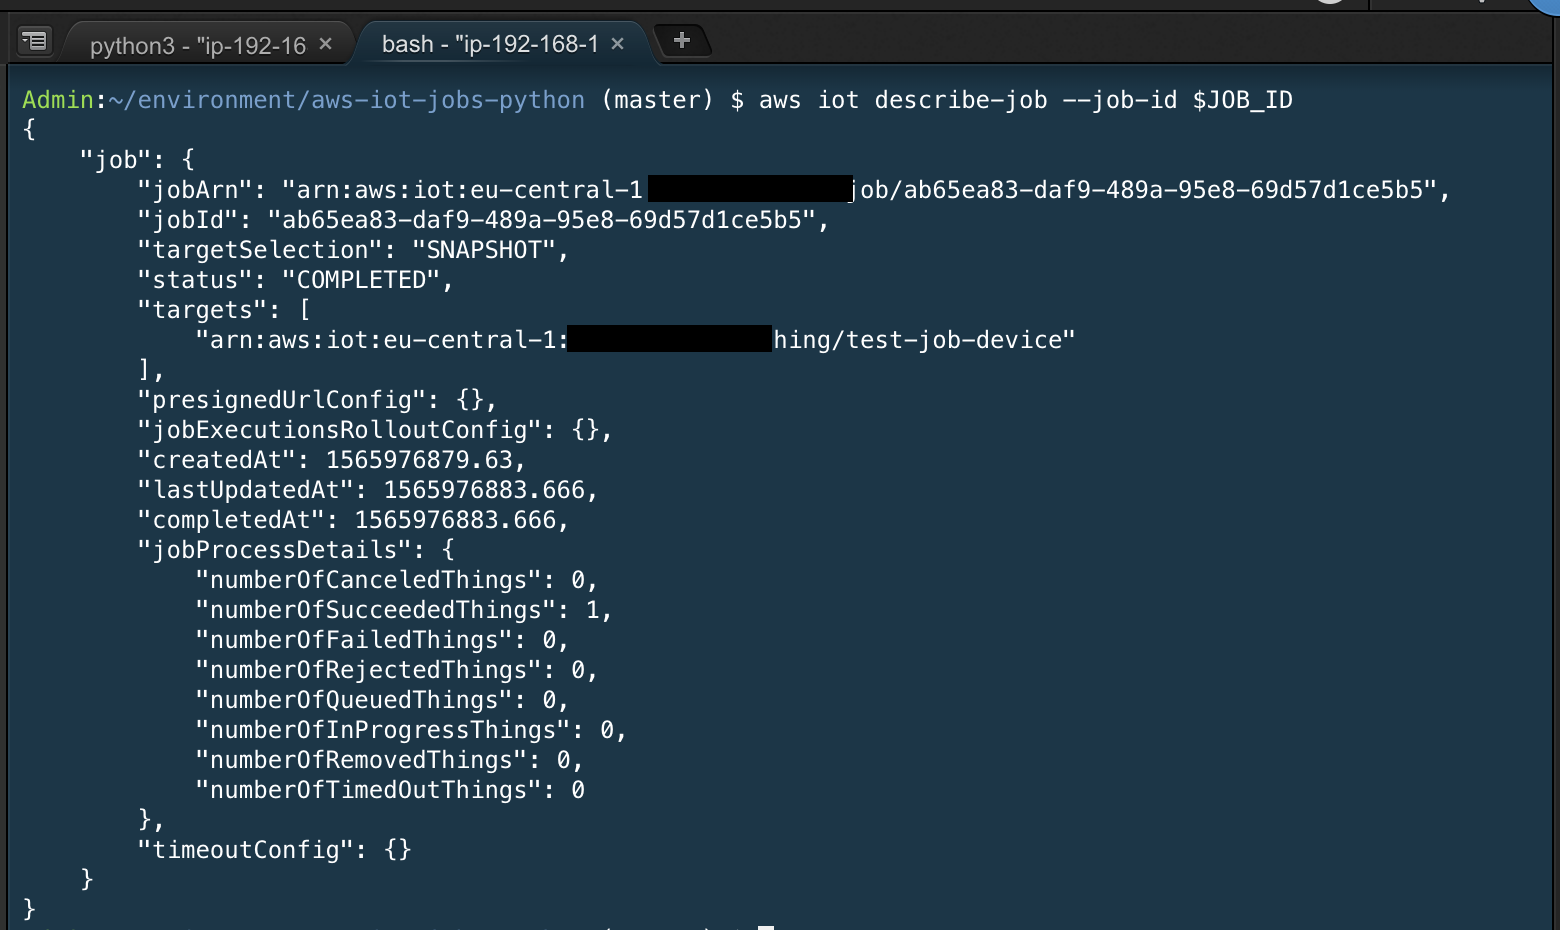 python3 - "ip-192-16 ×
bash - "ip-192-168-1 ×
Admin:~/environment/aws-iot-jobs-python (master) $ aws iot describe-job --job-id $JOB_ID
{
    "job": {
        "jobArn": "arn:aws:iot:eu-central-1 job/ab65ea83-daf9-489a-95e8-69d57d1ce5b5",
        "jobId": "ab65ea83-daf9-489a-95e8-69d57d1ce5b5",
        "targetSelection": "SNAPSHOT",
        "status": "COMPLETED",
        "targets": [
            "arn:aws:iot:eu-central-1: hing/test-job-device"
        ],
        "presignedUrlConfig": {},
        "jobExecutionsRolloutConfig": {},
        "createdAt": 1565976879.63,
        "lastUpdatedAt": 1565976883.666,
        "completedAt": 1565976883.666,
        "jobProcessDetails": {
            "numberOfCanceledThings": 0,
            "numberOfSucceededThings": 1,
            "numberOfFailedThings": 0,
            "numberOfRejectedThings": 0,
            "numberOfQueuedThings": 0,
            "numberOfInProgressThings": 0,
            "numberOfRemovedThings": 0,
            "numberOfTimedOutThings": 0
        },
        "timeoutConfig": {}
    }
}